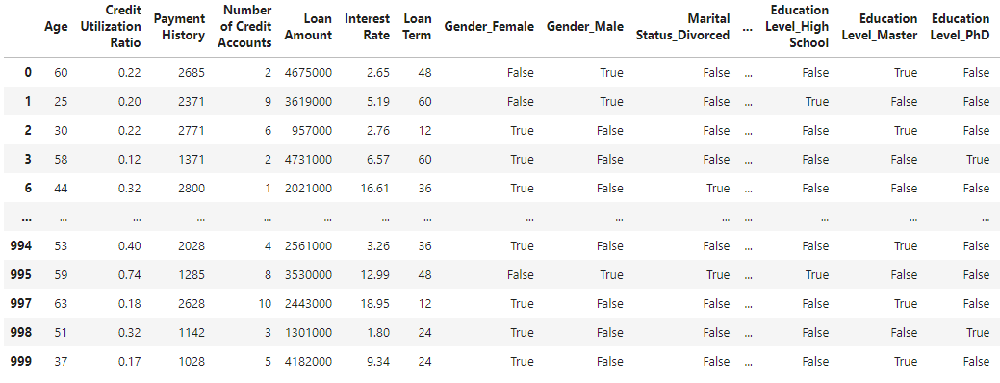 Age Credit Utilization Ratio Payment History Number of Credit Accounts Loan Amount Interest Rate Loan Term Gender_Female Gender_Male Marital Status_Divorced ... Education Level_High School Education Level_Master Education Level_PhD
0 60 0.22 2685 2 4675000 2.65 48 False True False ... False True False
1 25 0.20 2371 9 3619000 5.19 60 False True False ... True False False
2 30 0.22 2771 6 957000 2.76 12 True False False ... False True False
3 58 0.12 1371 2 4731000 6.57 60 True False False ... False False True
6 44 0.32 2800 1 2021000 16.61 36 True False True ... False False False
... ... ... ... ... ... ... ... ... ... ... ... ... ... ...
994 53 0.40 2028 4 2561000 3.26 36 True False False ... False True False
995 59 0.74 1285 8 3530000 12.99 48 False True True ... True False False
997 63 0.18 2628 10 2443000 18.95 12 True False False ... False True False
998 51 0.32 1142 3 1301000 1.80 24 True False False ... False False True
999 37 0.17 1028 5 4182000 9.34 24 True False False ... False True False